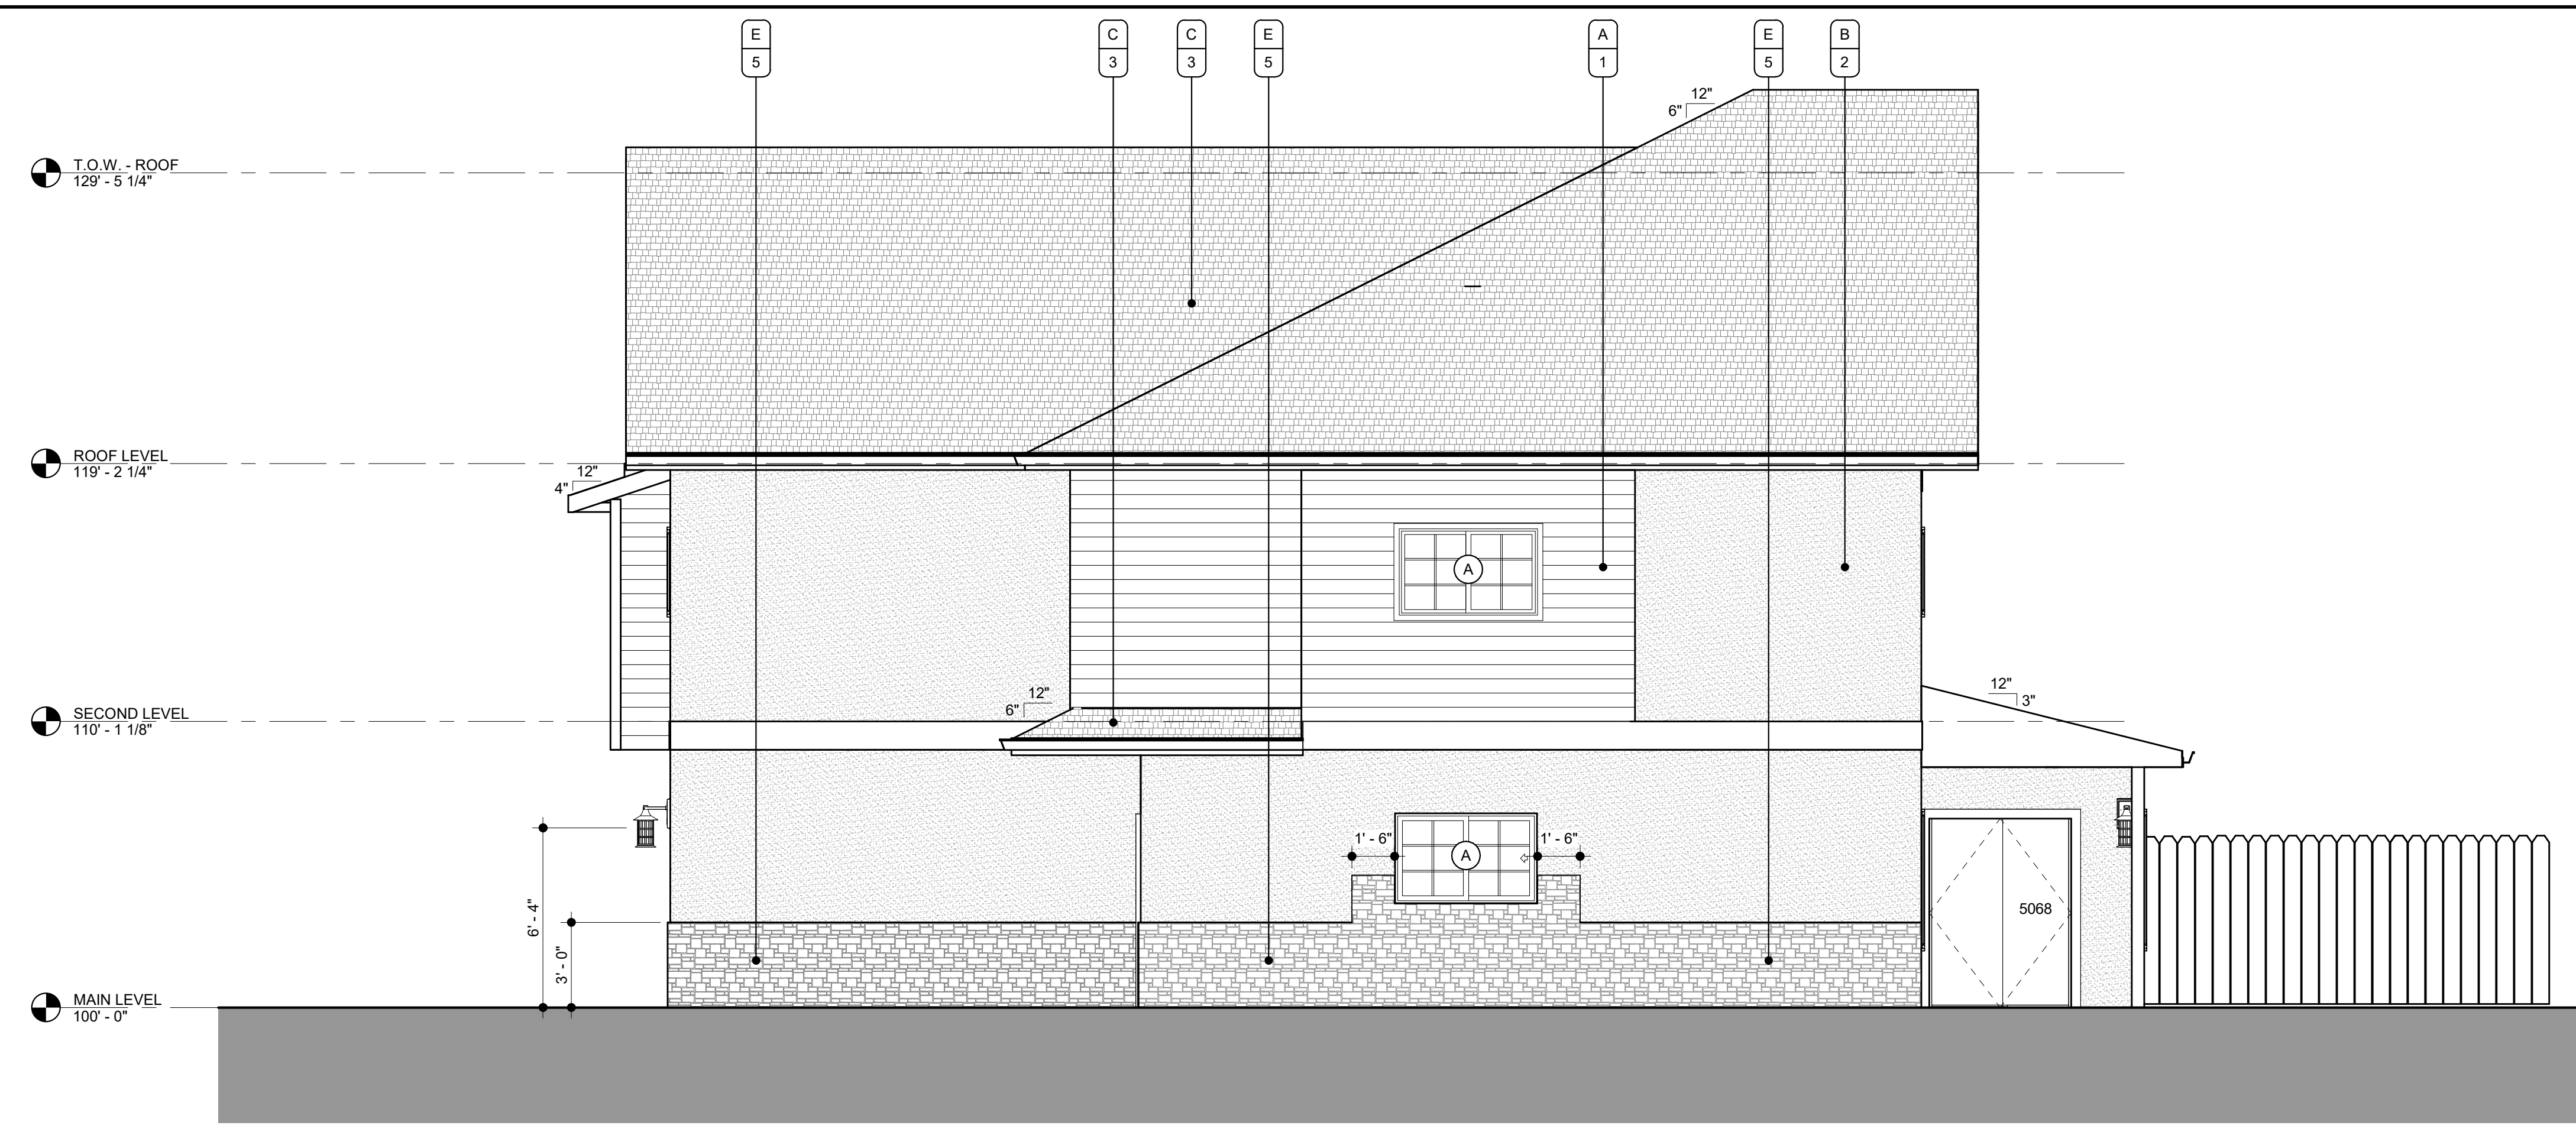 E
5
C
3
C
3
E
5
A
1
E
5
B
2
12"
6"
T.O.W. - ROOF
129' - 5 1/4"
ROOF LEVEL
119' - 2 1/4"
12"
4"
A
12"
6"
12"
3"
SECOND LEVEL
110' - 1 1/8"
1' - 6"
A
1' - 6"
6' - 4"
3' - 0"
5068
MAIN LEVEL
100' - 0"